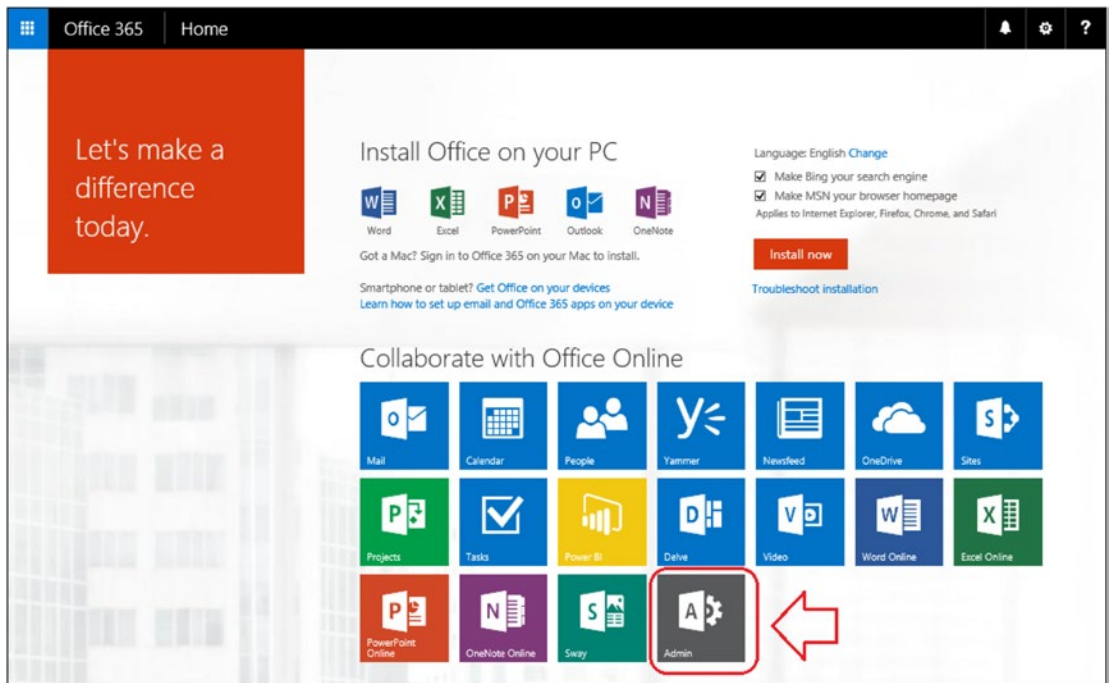 Office 365 Home
?
Let's make a
difference
today.
Install Office on your PC
Word Excel PowerPoint Outlook OneNote
Got a Mac? Sign in to Office 365 on your Mac to install.
Smartphone or tablet? Get Office on your devices
Learn how to set up email and Office 365 apps on your device
Language: English Change
Make Bing your search engine
Make MSN your browser homepage
Applies to Internet Explorer, Firefox, Chrome, and Safari
Install now
Troubleshoot installation
Collaborate with Office Online
Mail Calendar People Yammer Newsfeed OneDrive Sites
Projects Tasks Power BI Delve Video Word Online Excel Online
PowerPoint
Online OneNote Online Sway Admin